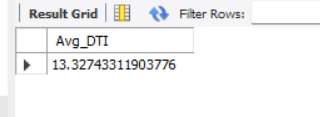 Result Grid Filter Rows:
Avg_DTI
13.32743311903776